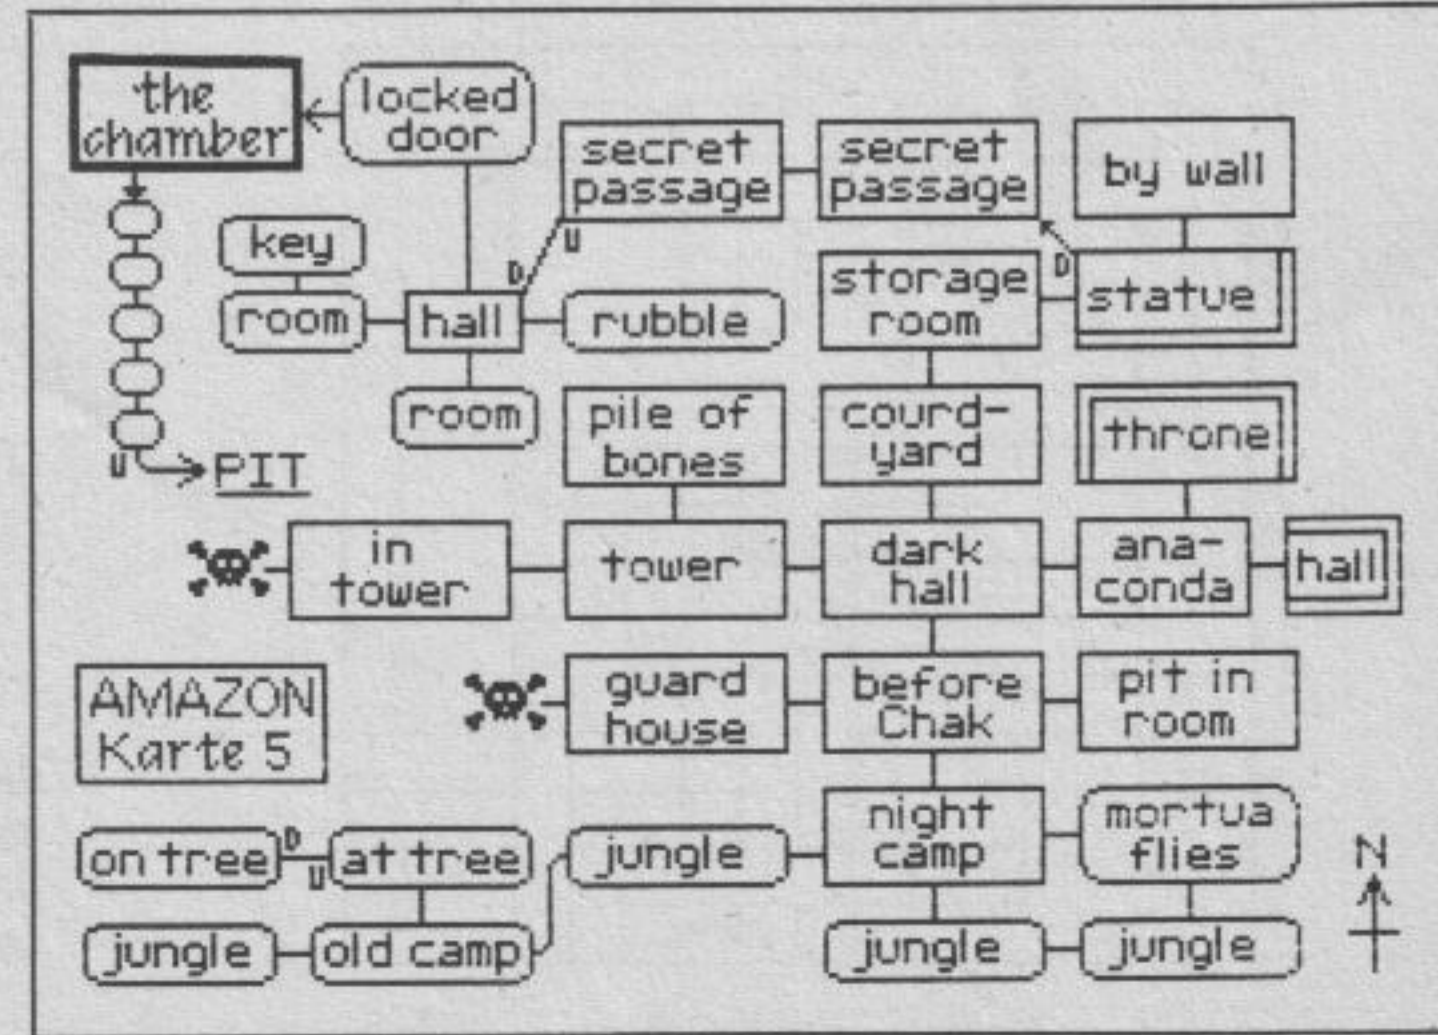 the
chamber
locked
door
secret
passage
secret
passage
by wall
key
U
D
D
storage
room
statue
room
hall
rubble
room
pile of
bones
courd-
yard
throne
U
PIT
in
tower
tower
dark
hall
ana-
conda
hall
AMAZON
Karte 5
guard
house
before
Chak
pit in
room
night
camp
mortua
flies
on tree
D
U
at tree
jungle
N
jungle
old camp
jungle
jungle